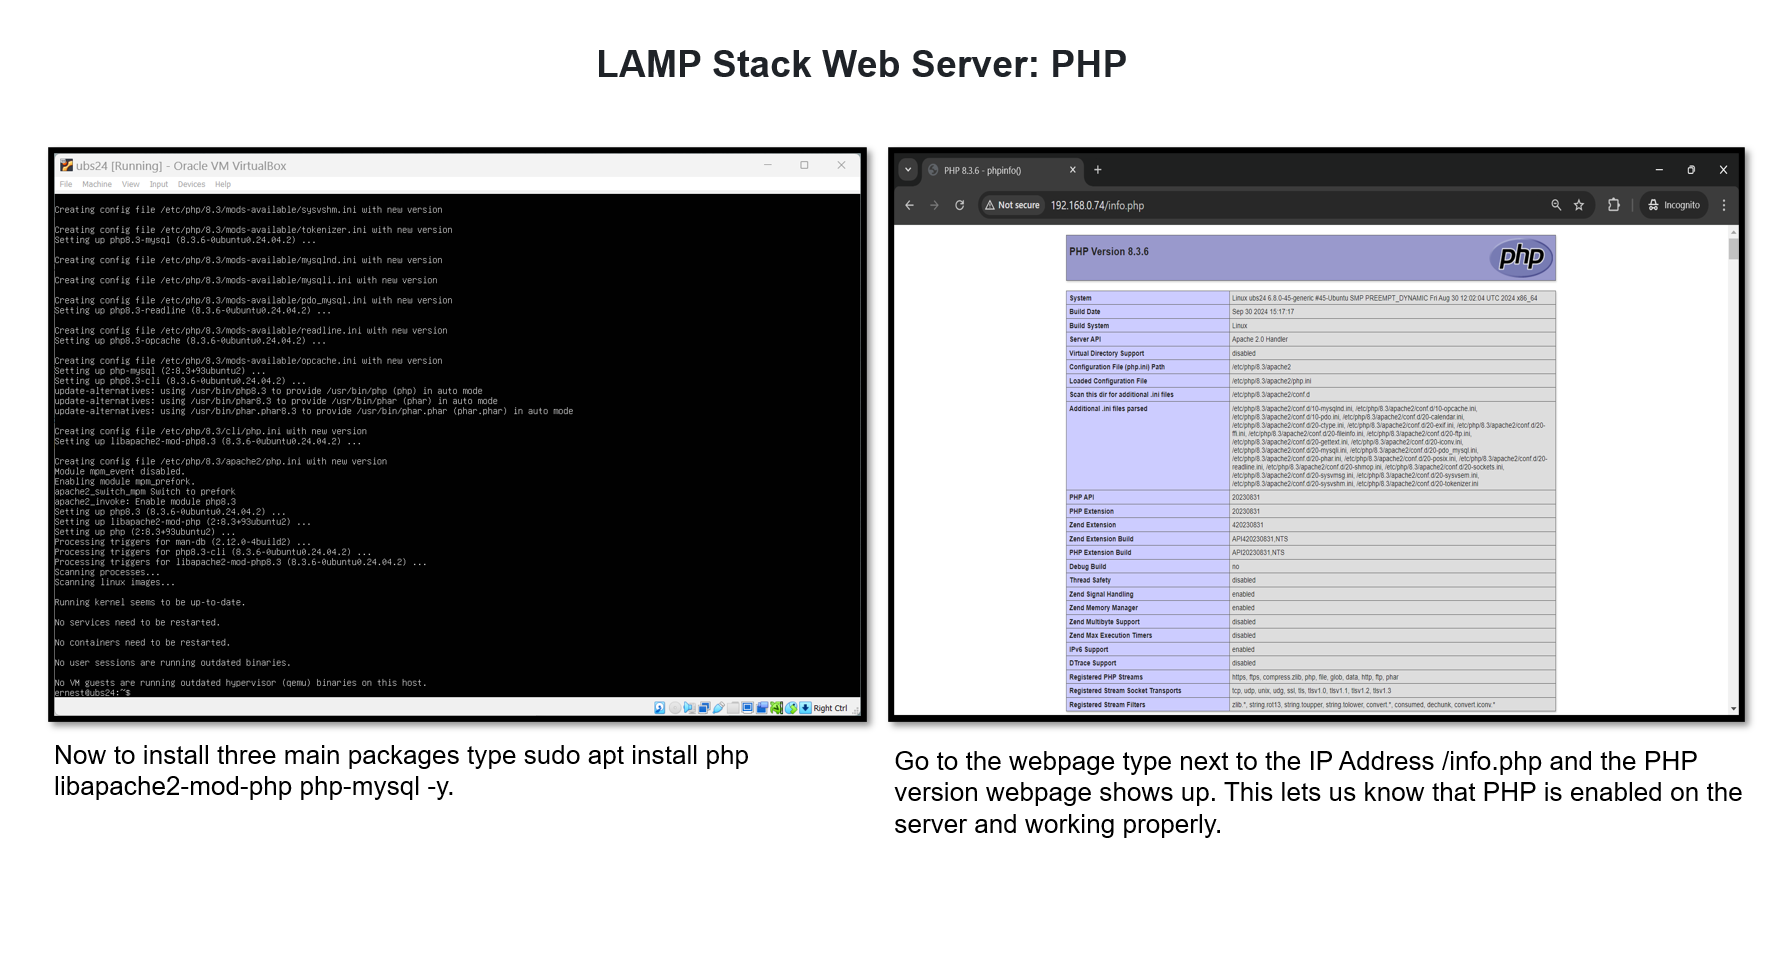 LAMP Stack Web Server: PHP
ubs24 [Running] - Oracle VM VirtualBox
File Machine View Input Devices Help
Creating config file /etc/php/8.3/mods-available/sysvshm.ini with new version
Creating config file /etc/php/8.3/mods-available/tokenizer.ini with new version
Setting up php8.3-mysql (8.3.6-0ubuntu0.24.04.2) ...
Creating config file /etc/php/8.3/mods-available/mysqlnd.ini with new version
Creating config file /etc/php/8.3/mods-available/mysqli.ini with new version
Creating config file /etc/php/8.3/mods-available/pdo_mysql.ini with new version
Setting up php8.3-readline (8.3.6-0ubuntu0.24.04.2) ...
Creating config file /etc/php/8.3/mods-available/readline.ini with new version
Setting up php8.3-opcache (8.3.6-0ubuntu0.24.04.2) ...
Creating config file /etc/php/8.3/mods-available/opcache.ini with new version
Setting up php-mysql (2:8.3+93ubuntu2) ...
Setting up php8.3-cli (8.3.6-0ubuntu0.24.04.2) ...
update-alternatives: using /usr/bin/php8.3 to provide /usr/bin/php (php) in auto mode
update-alternatives: using /usr/bin/phar8.3 to provide /usr/bin/phar (phar) in auto mode
update-alternatives: using /usr/bin/phar.phar8.3 to provide /usr/bin/phar.phar (phar.phar) in auto mode
Creating config file /etc/php/8.3/cli/php.ini with new version
Setting up libapache2-mod-php8.3 (8.3.6-0ubuntu0.24.04.2) ...
Creating config file /etc/php/8.3/apache2/php.ini with new version
Module mpm_event disabled.
Enabling module mpm_prefork.
apache2_switch_mpm Switch to prefork
apache2_invoke: Enable module php8.3
Setting up php8.3 (8.3.6-0ubuntu0.24.04.2) ...
Setting up libapache2-mod-php (2:8.3+93ubuntu2) ...
Setting up php (2:8.3+93ubuntu2) ...
Processing triggers for man-db (2.12.0-4build2) ...
Processing triggers for php8.3-cli (8.3.6-0ubuntu0.24.04.2) ...
Processing triggers for libapache2-mod-php8.3 (8.3.6-0ubuntu0.24.04.2) ...
Scanning processes...
Scanning linux images...
Running kernel seems to be up-to-date.
No services need to be restarted.
No containers need to be restarted.
No user sessions are running outdated binaries.
No VM guests are running outdated hypervisor (qemu) binaries on this host.
ernest@ubs24:~$
Right Ctrl
Now to install three main packages type sudo apt install php
libapache2-mod-php php-mysql -y.
PHP 8.3.6 - phpinfo()
Not secure 192.168.0.74/info.php Incognito
PHP Version 8.3.6
php
System Linux ubs24 6.8.0-45-generic #45-Ubuntu SMP PREEMPT_DYNAMIC Fri Aug 30 12:02:04 UTC 2024 x86_64
Build Date Sep 30 2024 15:17:17
Build System Linux
Server API Apache 2.0 Handler
Virtual Directory Support disabled
Configuration File (php.ini) Path /etc/php/8.3/apache2
Loaded Configuration File /etc/php/8.3/apache2/php.ini
Scan this dir for additional .ini files /etc/php/8.3/apache2/conf.d
Additional .ini files parsed /etc/php/8.3/apache2/conf.d/10-mysqlnd.ini, /etc/php/8.3/apache2/conf.d/10-opcache.ini,
/etc/php/8.3/apache2/conf.d/10-pdo.ini, /etc/php/8.3/apache2/conf.d/20-calendar.ini,
/etc/php/8.3/apache2/conf.d/20-ctype.ini, /etc/php/8.3/apache2/conf.d/20-exif.ini, /etc/php/8.3/apache2/conf.d/20-
ffi.ini, /etc/php/8.3/apache2/conf.d/20-fileinfo.ini, /etc/php/8.3/apache2/conf.d/20-ftp.ini,
/etc/php/8.3/apache2/conf.d/20-gettext.ini, /etc/php/8.3/apache2/conf.d/20-iconv.ini,
/etc/php/8.3/apache2/conf.d/20-mysqli.ini, /etc/php/8.3/apache2/conf.d/20-pdo_mysql.ini,
/etc/php/8.3/apache2/conf.d/20-phar.ini, /etc/php/8.3/apache2/conf.d/20-posix.ini, /etc/php/8.3/apache2/conf.d/20-
readline.ini, /etc/php/8.3/apache2/conf.d/20-shmop.ini, /etc/php/8.3/apache2/conf.d/20-sockets.ini,
/etc/php/8.3/apache2/conf.d/20-sysvmsg.ini, /etc/php/8.3/apache2/conf.d/20-sysvsem.ini,
/etc/php/8.3/apache2/conf.d/20-sysvshm.ini, /etc/php/8.3/apache2/conf.d/20-tokenizer.ini
PHP API 20230831
PHP Extension 20230831
Zend Extension 420230831
Zend Extension Build API420230831,NTS
PHP Extension Build API20230831,NTS
Debug Build no
Thread Safety disabled
Zend Signal Handling enabled
Zend Memory Manager enabled
Zend Multibyte Support disabled
Zend Max Execution Timers disabled
IPv6 Support enabled
DTrace Support disabled
Registered PHP Streams https, ftps, compress.zlib, php, file, glob, data, http, ftp, phar
Registered Stream Socket Transports tcp, udp, unix, udg, ssl, tls, tlsv1.0, tlsv1.1, tlsv1.2, tlsv1.3
Registered Stream Filters zlib.*, string.rot13, string.toupper, string.tolower, convert.*, consumed, dechunk, convert.iconv.*
Go to the webpage type next to the IP Address /info.php and the PHP
version webpage shows up. This lets us know that PHP is enabled on the
server and working properly.